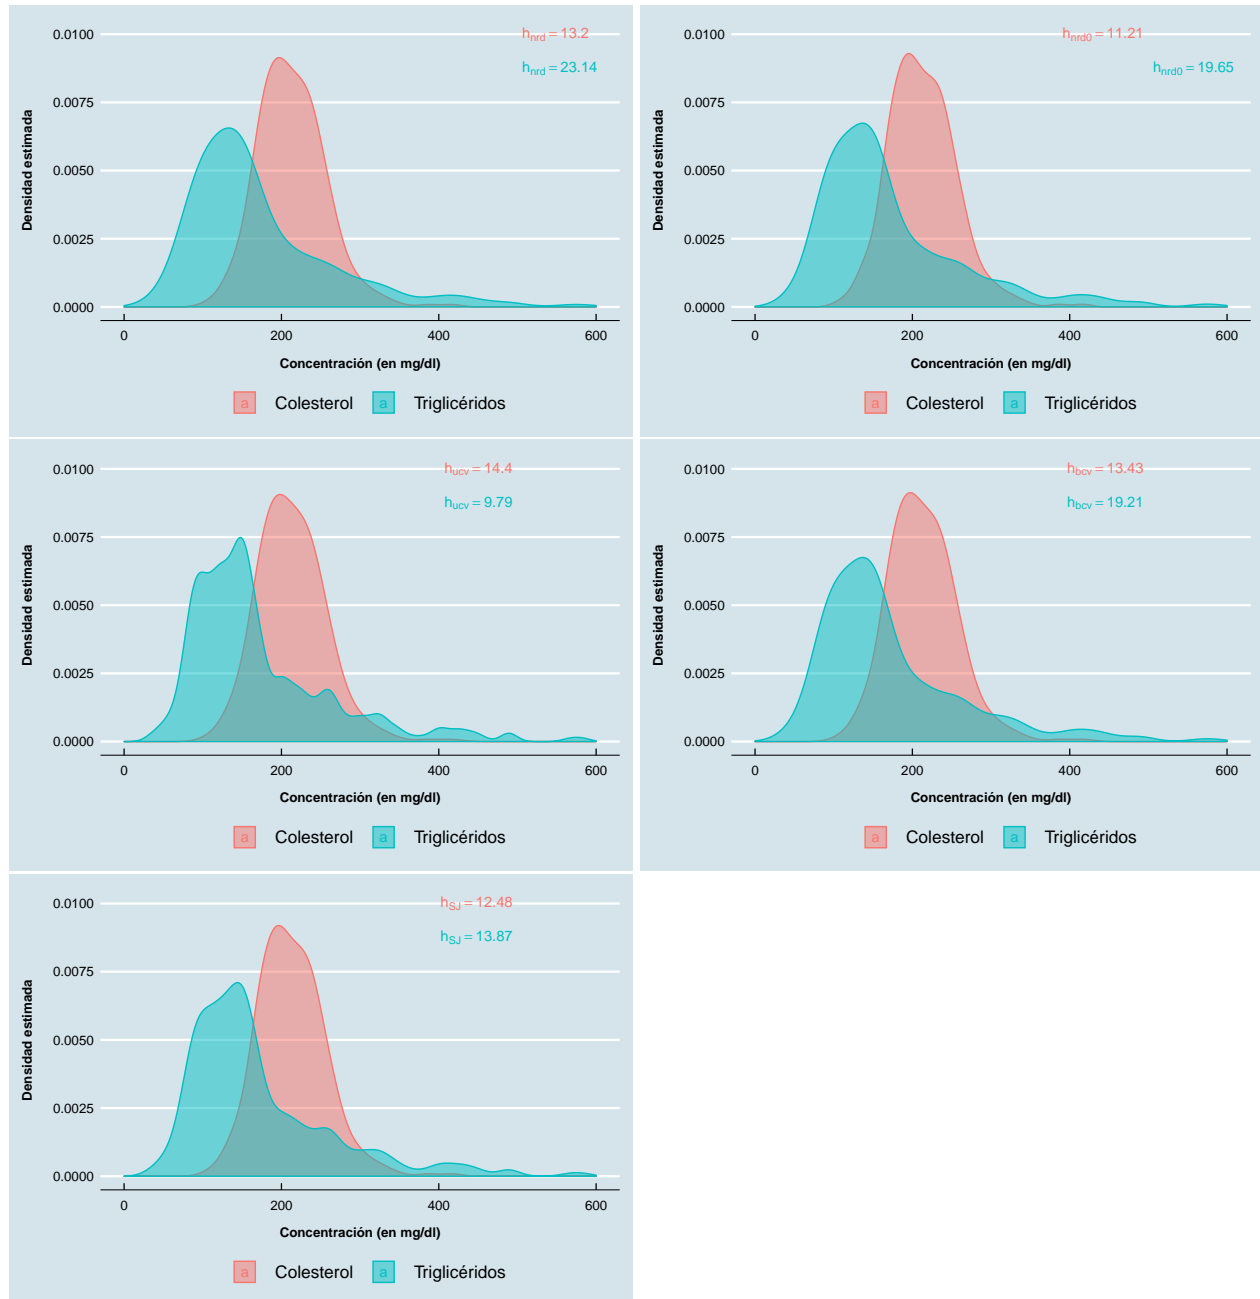 h_nrd = 13.2
h_nrd = 23.14
0.0100
0.0075
0.0050
0.0025
0.0000
Densidad estimada
0 200 400 600
Concentración (en mg/dl)
a Colesterol a Triglicéridos
h_nrd0 = 11.21
h_nrd0 = 19.65
0.0100
0.0075
0.0050
0.0025
0.0000
Densidad estimada
0 200 400 600
Concentración (en mg/dl)
a Colesterol a Triglicéridos
h_ucv = 14.4
h_ucv = 9.79
0.0100
0.0075
0.0050
0.0025
0.0000
Densidad estimada
0 200 400 600
Concentración (en mg/dl)
a Colesterol a Triglicéridos
h_bcv = 13.43
h_bcv = 19.21
0.0100
0.0075
0.0050
0.0025
0.0000
Densidad estimada
0 200 400 600
Concentración (en mg/dl)
a Colesterol a Triglicéridos
h_SJ = 12.48
h_SJ = 13.87
0.0100
0.0075
0.0050
0.0025
0.0000
Densidad estimada
0 200 400 600
Concentración (en mg/dl)
a Colesterol a Triglicéridos